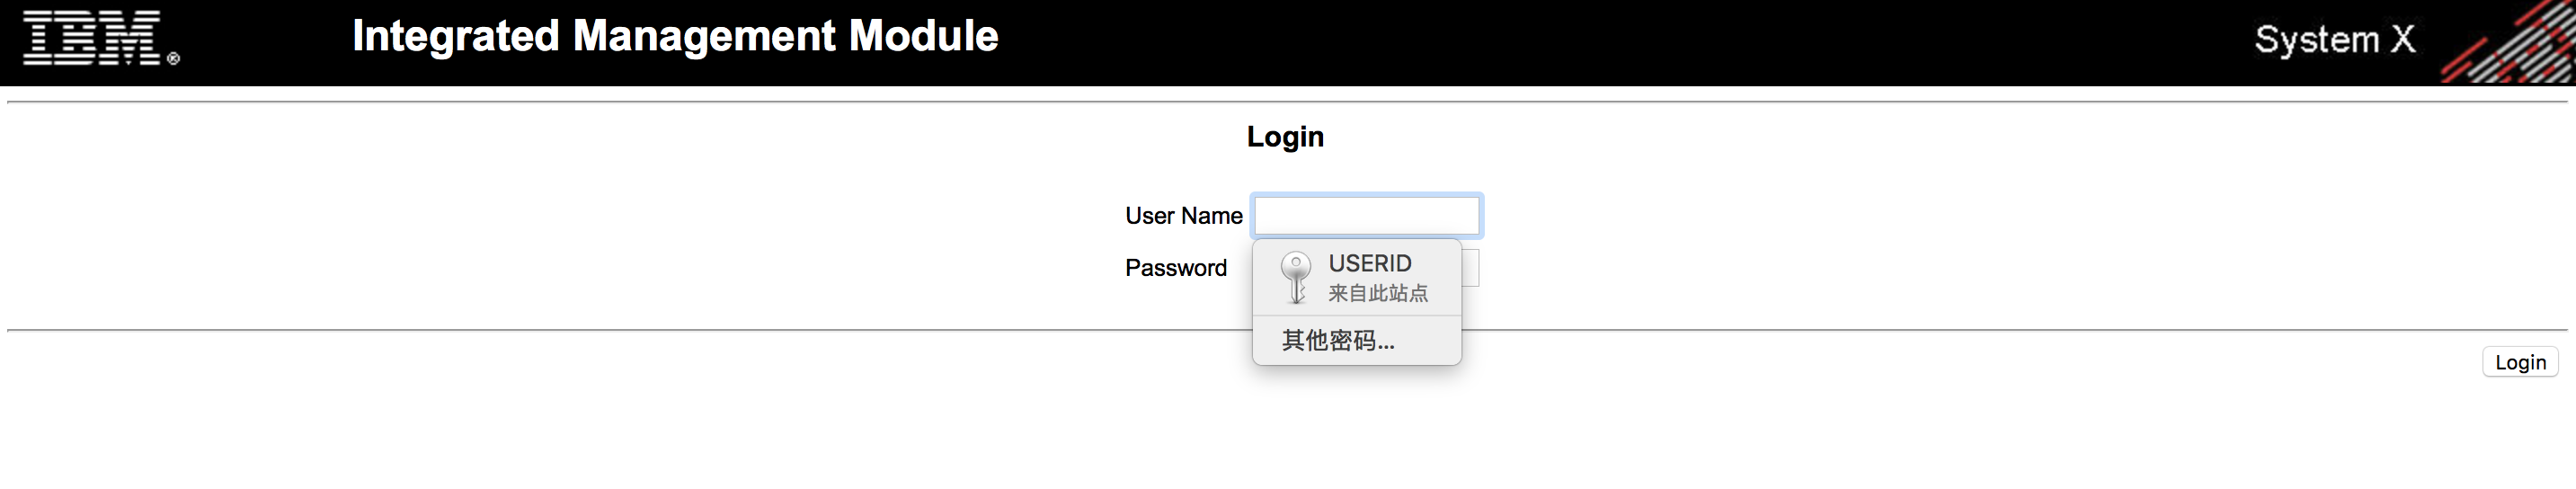 IBM® Integrated Management Module System X
Login
User Name
Password
USERID
来自此站点
其他密码...
Login